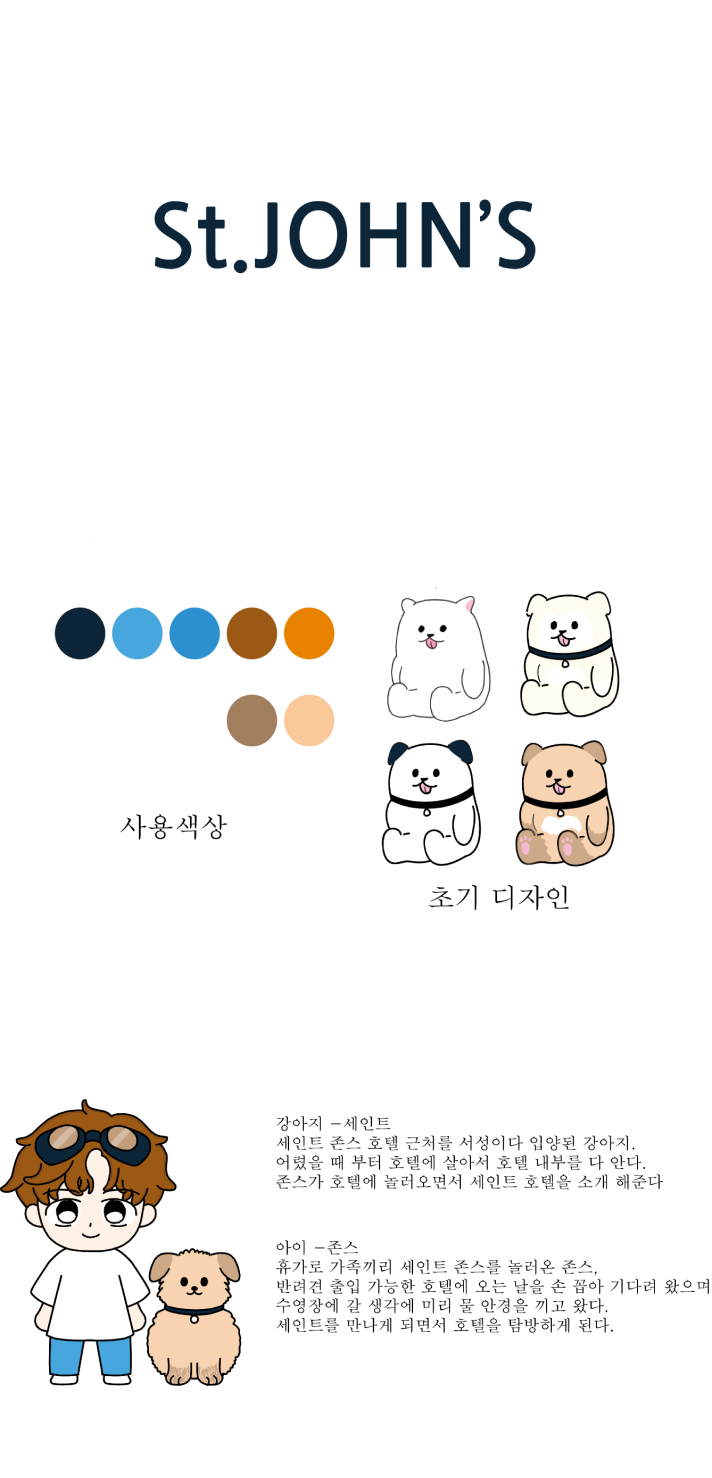 St.JOHN'S
사용색상
초기 디자인
강아지 -세인트
세인트 존스 호텔 근처를 서성이다 입양된 강아지.
어렸을 때 부터 호텔에 살아서 호텔 내부를 다 안다.
존스가 호텔에 놀러오면서 세인트 호텔을 소개 해준다
아이 -존스
휴가로 가족끼리 세인트 존스를 놀러온 존스,
반려견 출입 가능한 호텔에 오는 날을 손 꼽아 기다려 왔으며
수영장에 갈 생각에 미리 물 안경을 끼고 왔다.
세인트를 만나게 되면서 호텔을 탐방하게 된다.